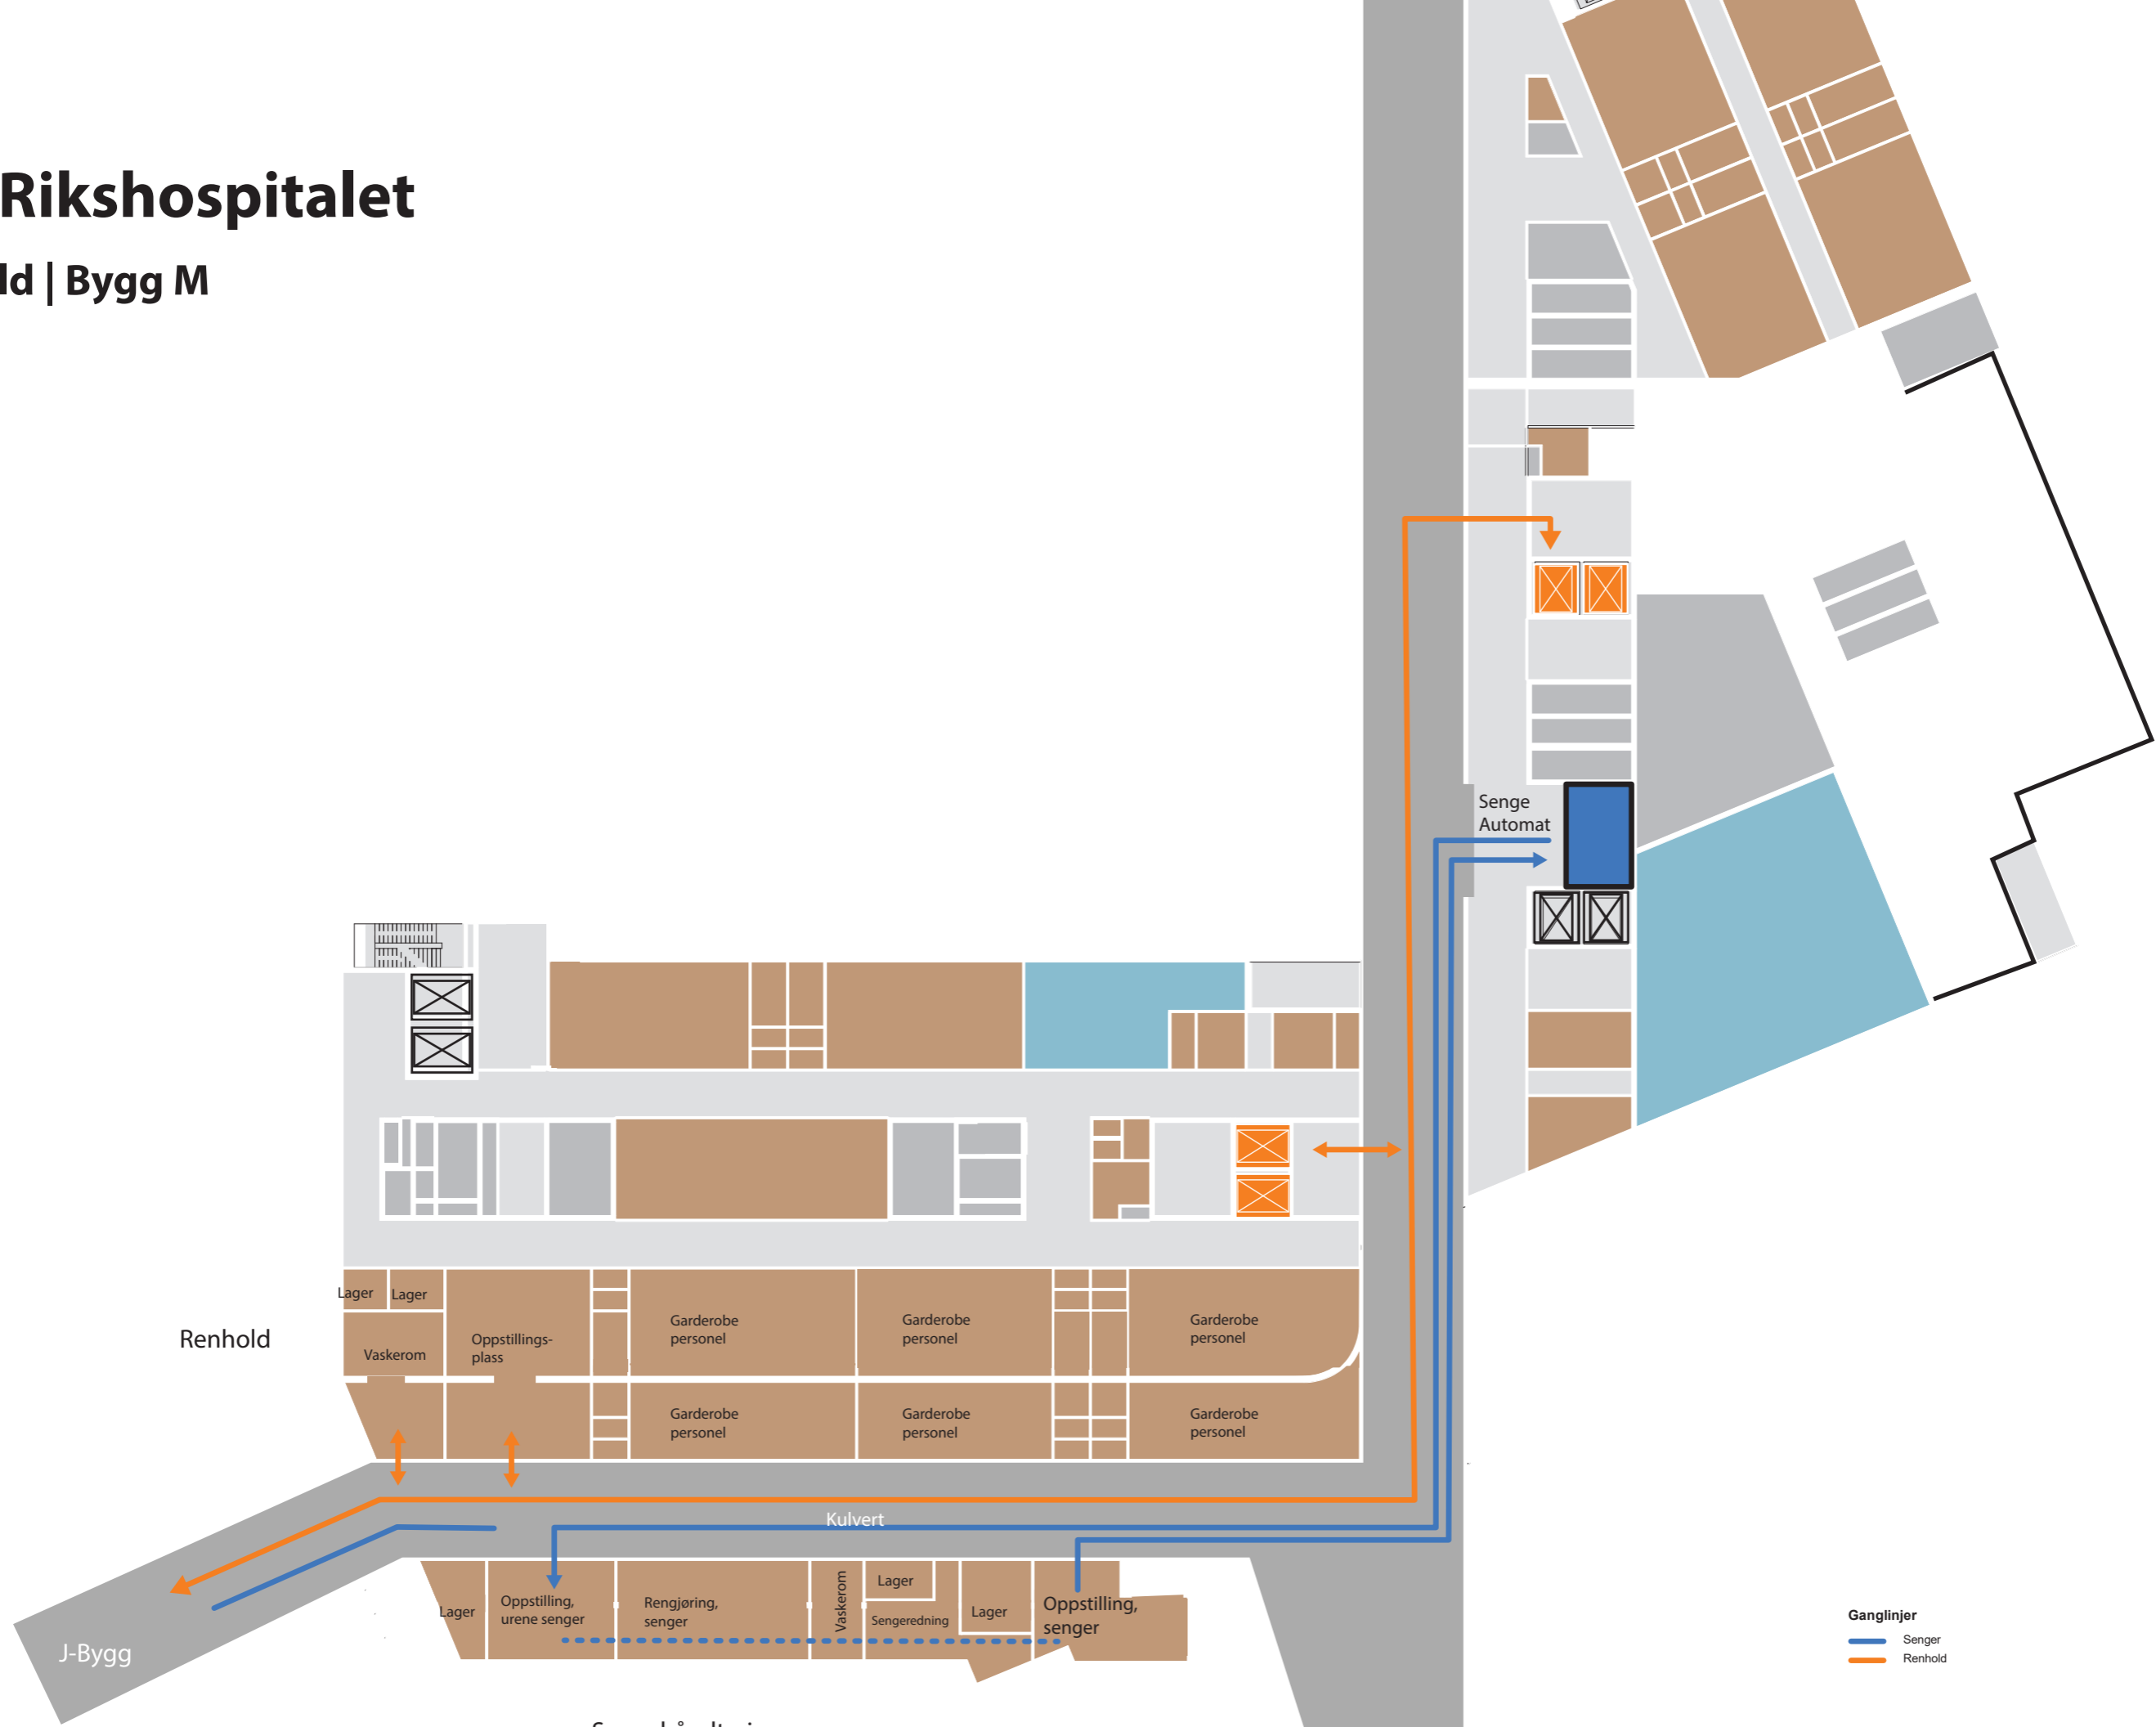 Rikshospitalet
ld | Bygg M
Senge
Automat
Lager
Lager
Renhold
Vaskerom
Oppstillings-
plass
Garderobe
personel
Garderobe
personel
Garderobe
personel
Garderobe
personel
Garderobe
personel
Garderobe
personel
Kulvert
Lager
Oppstilling,
urene senger
Rengjøring,
senger
Vaskerom
Lager
Sengeredning
Lager
Oppstilling,
senger
J-Bygg
Ganglinjer
Senger
Renhold